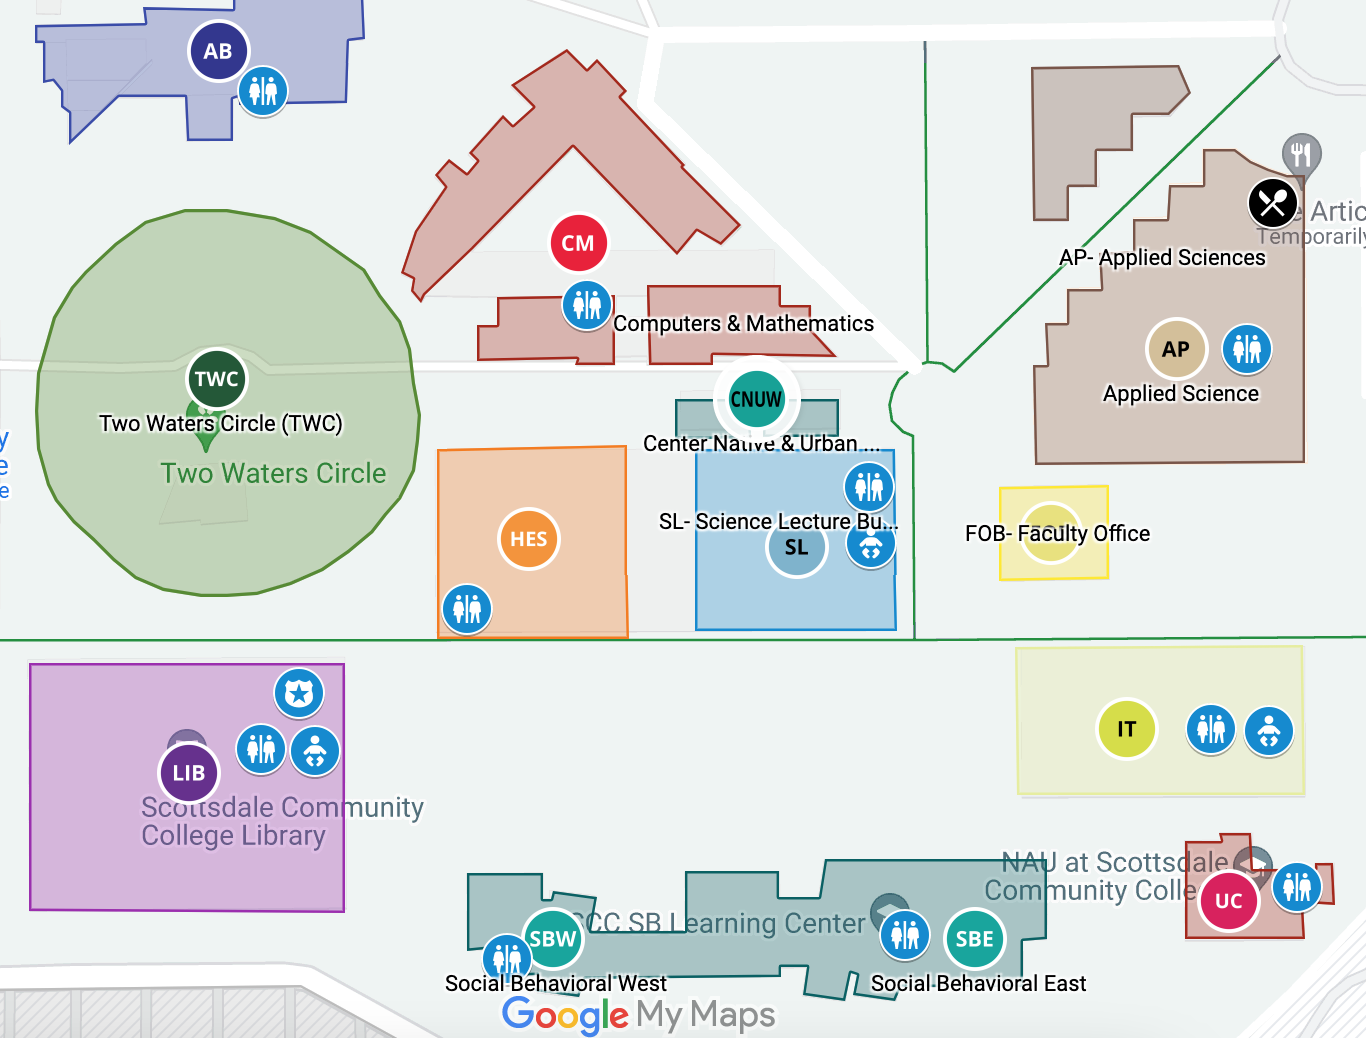 AB
e Artic
Temporarily
CM
AP- Applied Sciences
Computers & Mathematics
AP
TWC
Applied Science
CNUW
Two Waters Circle (TWC)
y
Center Native & Urban ...
e
Two Waters Circle
e
SL- Science Lecture Bu...
HES
SL
FOB- Faculty Office
IT
LIB
Scottsdale Community
College Library
NAU at Scottsdale
Community Colle
UC
CC SB Learning Center
SBW
SBE
Social Behavioral West
Social Behavioral East
Google My Maps